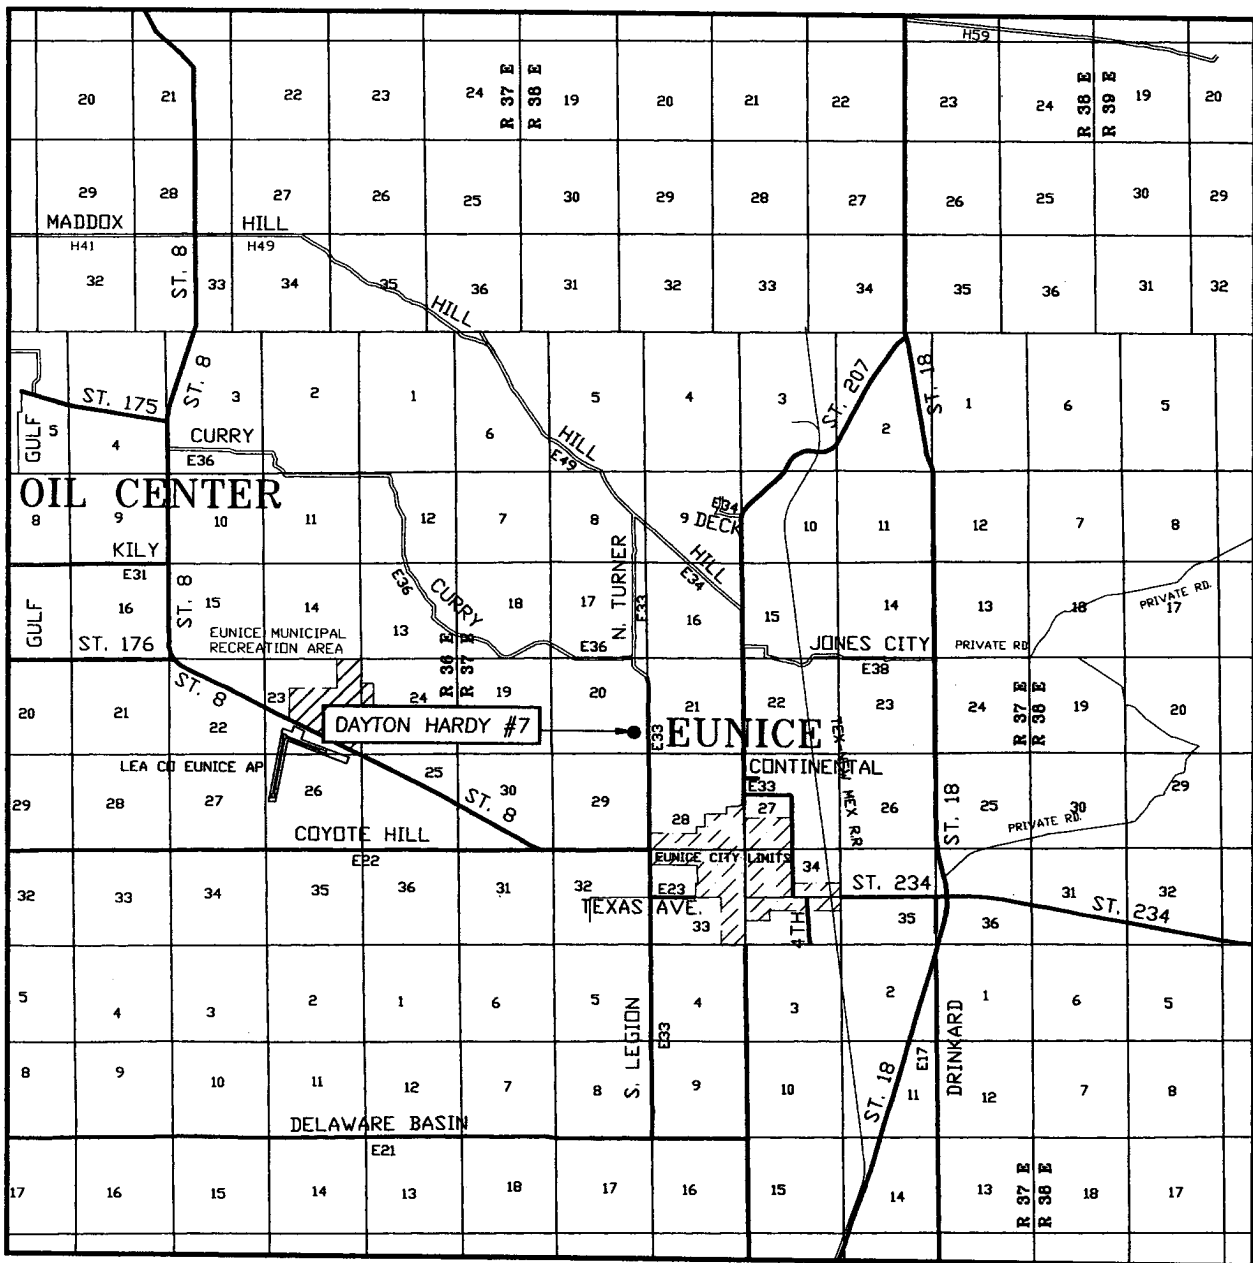 H59
20 21 22 23 24 R 37 E R 38 E 19 20 21 22 23 24 R 38 E R 39 E 19 20
29 28 27 26 25 30 29 28 27 26 25 30 29
MADDOX HILL
H41 H49
ST. 8
32 33 34 35 36 31 32 33 34 35 36 31 32
HILL
ST. 8
ST. 207
ST. 18
ST. 175
3 2 1 5 4 3 1 6 5
GULF 5 4 CURRY 6 HILL 2
E36 E49
OIL CENTER
E34
8 9 10 11 12 7 8 9 DECK 10 11 12 7 8
KILY HILL
E31 E36 CURRY N. TURNER E33 E34
GULF 16 ST. 8 15 14 18 17 16 15 14 13 18 17
PRIVATE RD.
13
EUNICE MUNICIPAL
RECREATION AREA
ST. 176 E36 JONES CITY PRIVATE RD
E38
R 36 E R 37 E
ST. 8 23 24 19 20 21 22 23 24 R 37 E R 38 E 19 20
20 21 22
DAYTON HARDY #7
E33
EUNICE
TEX-NEW MEX RR
LEA CO EUNICE AP
CONTINENTAL
E33
29 28 27 26 25 30 29 28 27 26 25 30 29
ST. 8
ST. 18
PRIVATE RD.
COYOTE HILL
E22
EUNICE CITY LIMITS
34
32 33 34 35 36 31 32 E23 ST. 234 31 32
TEXAS AVE.
33 4TH 35 36 ST. 234
5 4 3 2 1 6 5 4 3 2 1 6 5
S. LEGION E33 DRINKARD E17
ST. 18
8 9 10 11 12 7 8 9 10 11 12 7 8
DELAWARE BASIN
E21
17 16 15 14 13 18 17 16 15 14 13 R 37 E R 38 E 18 17